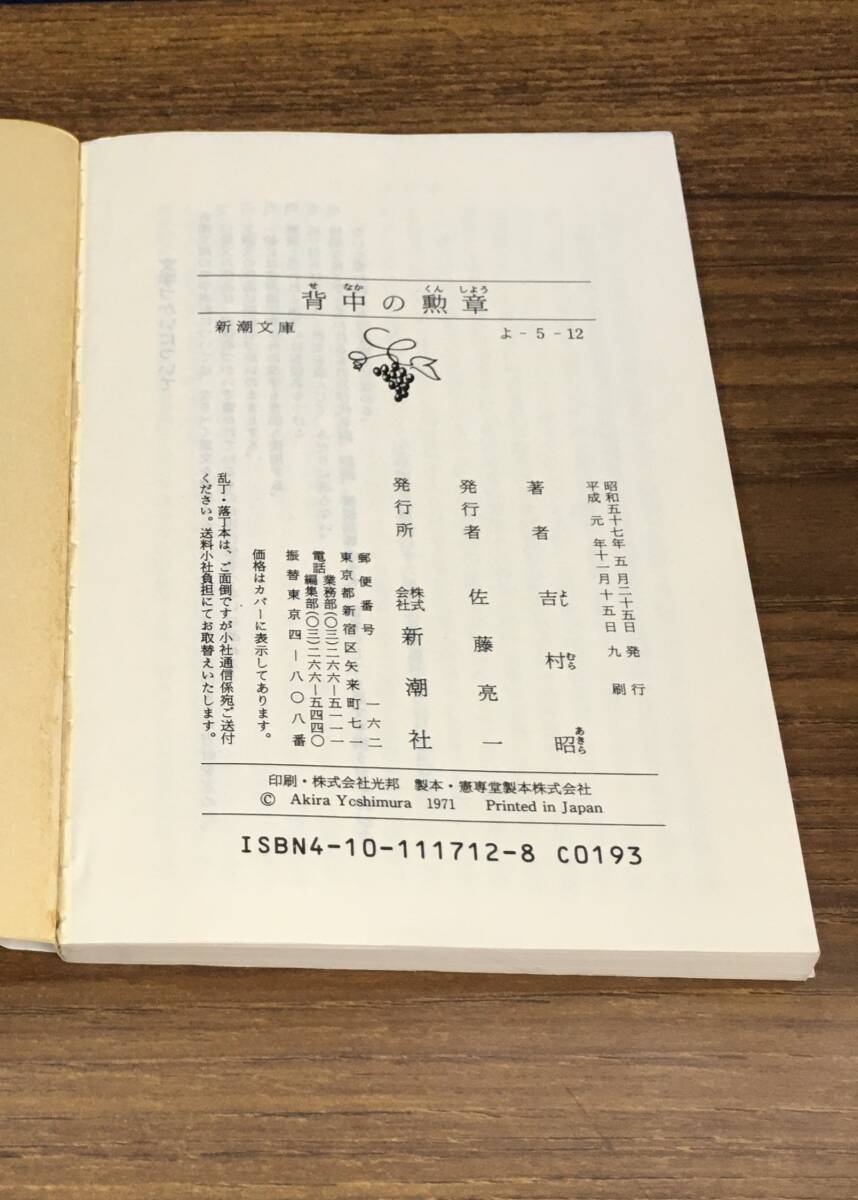 背中の勲章
せなかくんしよう
新潮文庫
よ-5-12
昭和五十七年五月二十五日発行
平成元年十一月十五日九刷
著者 吉村昭
よしむらあきら
発行者 佐藤亮一
発行所 株式会社新潮社
郵便番号 一六二
東京都新宿区矢来町七一
電話 業務部(〇三)二六六―五一一一
編集部(〇三)二六六―五四四〇
振替東京四―八〇八番
価格はカバーに表示してあります。
乱丁・落丁本は、ご面倒ですが小社通信係宛ご送付
ください。送料小社負担にてお取替えいたします。
印刷・株式会社光邦 製本・憲専堂製本株式会社
© Akira Yoshimura 1971 Printed in Japan
ISBN4-10-111712-8 C0193